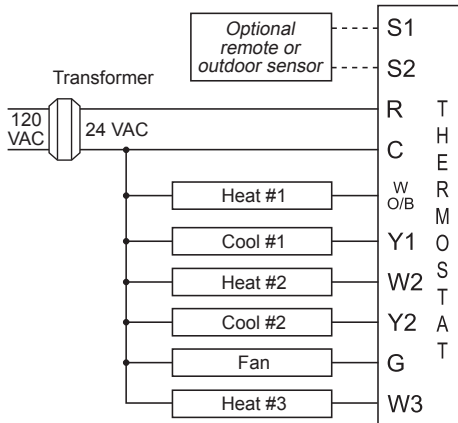 Optional
remote or
outdoor sensor
S1
S2
Transformer
120
VAC
24 VAC
R
C
Heat #1
W
O/B
Cool #1
Y1
Heat #2
W2
Cool #2
Y2
Fan
G
Heat #3
W3
THERMOSTAT